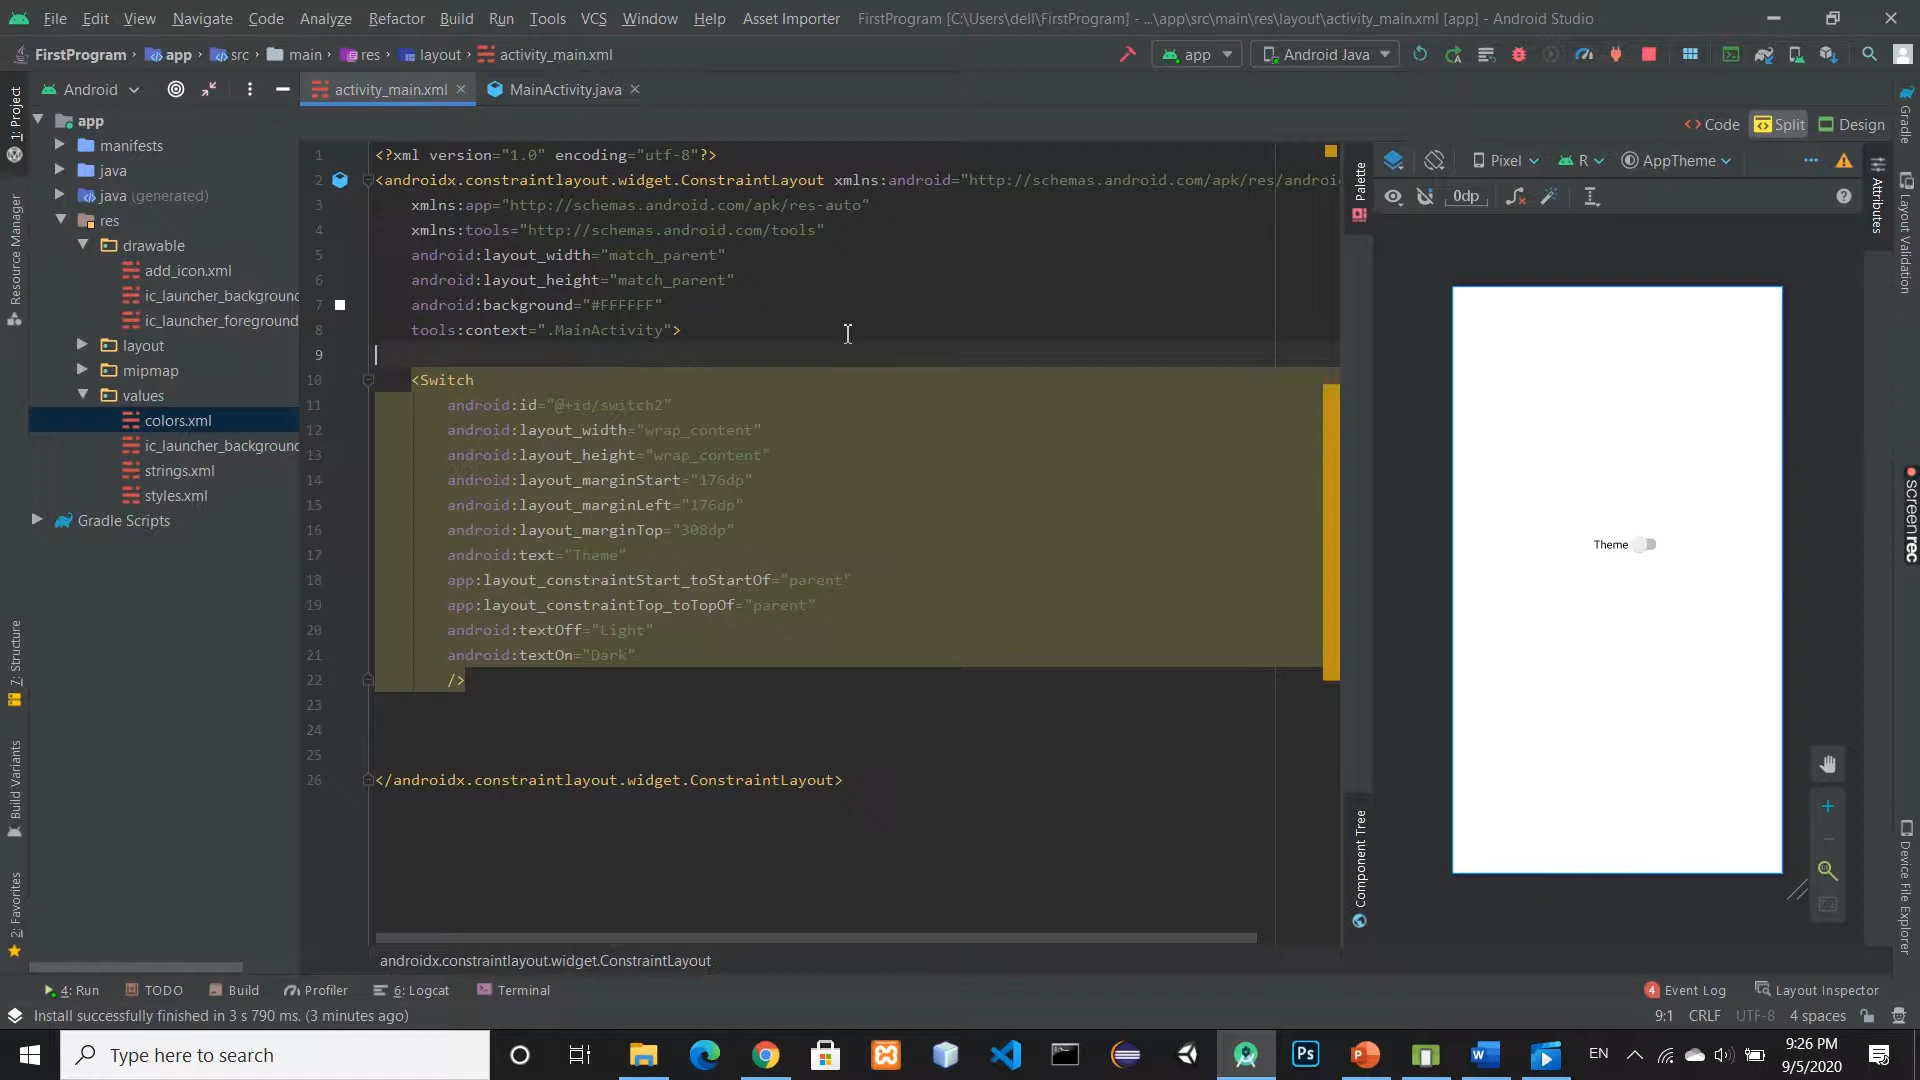 File Edit View Navigate Code Analyze Refactor Build Run Tools VCS Window Help Asset Importer FirstProgram [C:\Users\dell\FirstProgram] - ...\app\src\main\res\layout\activity_main.xml [app] - Android Studio
FirstProgram app src main res layout activity_main.xml app Android Java
Android activity_main.xml MainActivity.java
Code Split Design
1: Project
Resource Manager
7: Structure
Build Variants
2: Favorites
app
manifests
java
java (generated)
res
drawable
add_icon.xml
ic_launcher_background
ic_launcher_foreground
layout
mipmap
values
colors.xml
ic_launcher_background
strings.xml
styles.xml
Gradle Scripts
1 <?xml version="1.0" encoding="utf-8"?>
2 <androidx.constraintlayout.widget.ConstraintLayout xmlns:android="http://schemas.android.com/apk/res/androi
3 xmlns:app="http://schemas.android.com/apk/res-auto"
4 xmlns:tools="http://schemas.android.com/tools"
5 android:layout_width="match_parent"
6 android:layout_height="match_parent"
7 android:background="#FFFFFF"
8 tools:context=".MainActivity">
9
10 <Switch
11 android:id="@+id/switch2"
12 android:layout_width="wrap_content"
13 android:layout_height="wrap_content"
14 android:layout_marginStart="176dp"
15 android:layout_marginLeft="176dp"
16 android:layout_marginTop="308dp"
17 android:text="Theme"
18 app:layout_constraintStart_toStartOf="parent"
19 app:layout_constraintTop_toTopOf="parent"
20 android:textOff="Light"
21 android:textOn="Dark"
22 />
23
24
25
26 </androidx.constraintlayout.widget.ConstraintLayout>
androidx.constraintlayout.widget.ConstraintLayout
Palette
Component Tree
Pixel R AppTheme
0dp
Theme
Attributes
Gradle
Layout Validation
screenrec
Device File Explorer
4: Run TODO Build Profiler 6: Logcat Terminal 4 Event Log Layout Inspector
Install successfully finished in 3 s 790 ms. (3 minutes ago) 9:1 CRLF UTF-8 4 spaces
Type here to search
Ps
EN
9:26 PM
9/5/2020